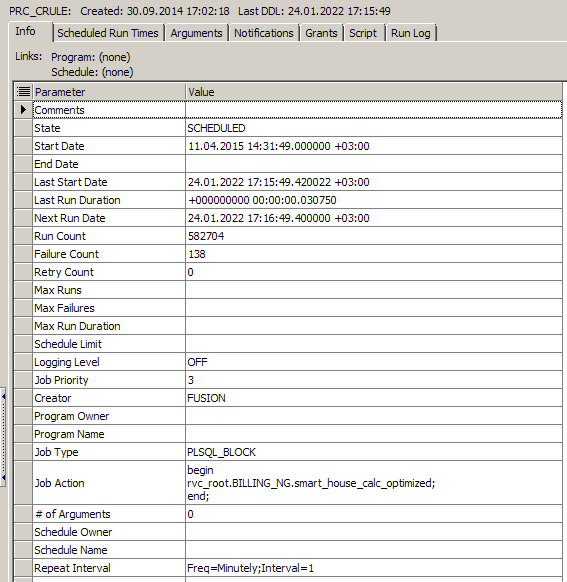 PRC_CRULE: Created: 30.09.2014 17:02:18 Last DDL: 24.01.2022 17:15:49
Info Scheduled Run Times Arguments Notifications Grants Script Run Log
Links: Program: (none)
Schedule: (none)
Parameter Value
Comments
State SCHEDULED
Start Date 11.04.2015 14:31:49.000000 +03:00
End Date
Last Start Date 24.01.2022 17:15:49.420022 +03:00
Last Run Duration +000000000 00:00:00.030750
Next Run Date 24.01.2022 17:16:49.400000 +03:00
Run Count 582704
Failure Count 138
Retry Count 0
Max Runs
Max Failures
Max Run Duration
Schedule Limit
Logging Level OFF
Job Priority 3
Creator FUSION
Program Owner
Program Name
Job Type PLSQL_BLOCK
Job Action begin
rvc_root.BILLING_NG.smart_house_calc_optimized;
end;
# of Arguments 0
Schedule Owner
Schedule Name
Repeat Interval Freq=Minutely;Interval=1